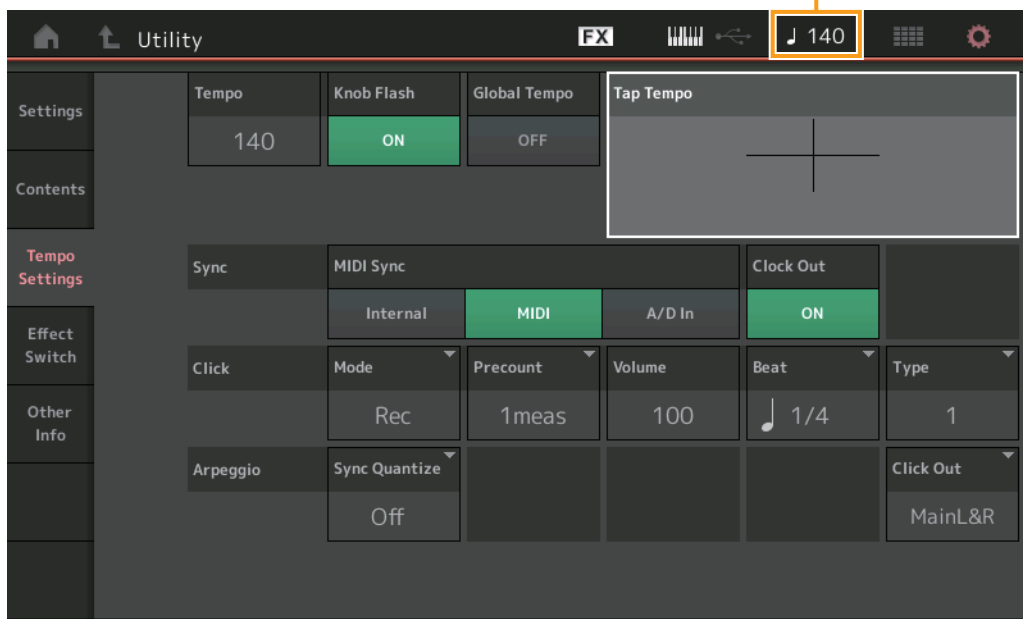 Utility
FX
♩ 140
Settings
Contents
Tempo
Settings
Effect
Switch
Other
Info
Tempo
Knob Flash
Global Tempo
Tap Tempo
140
ON
OFF
Sync
MIDI Sync
Clock Out
Internal
MIDI
A/D In
ON
Click
Mode
Precount
Volume
Beat
Type
Rec
1meas
100
♩ 1/4
1
Arpeggio
Sync Quantize
Click Out
Off
MainL&R